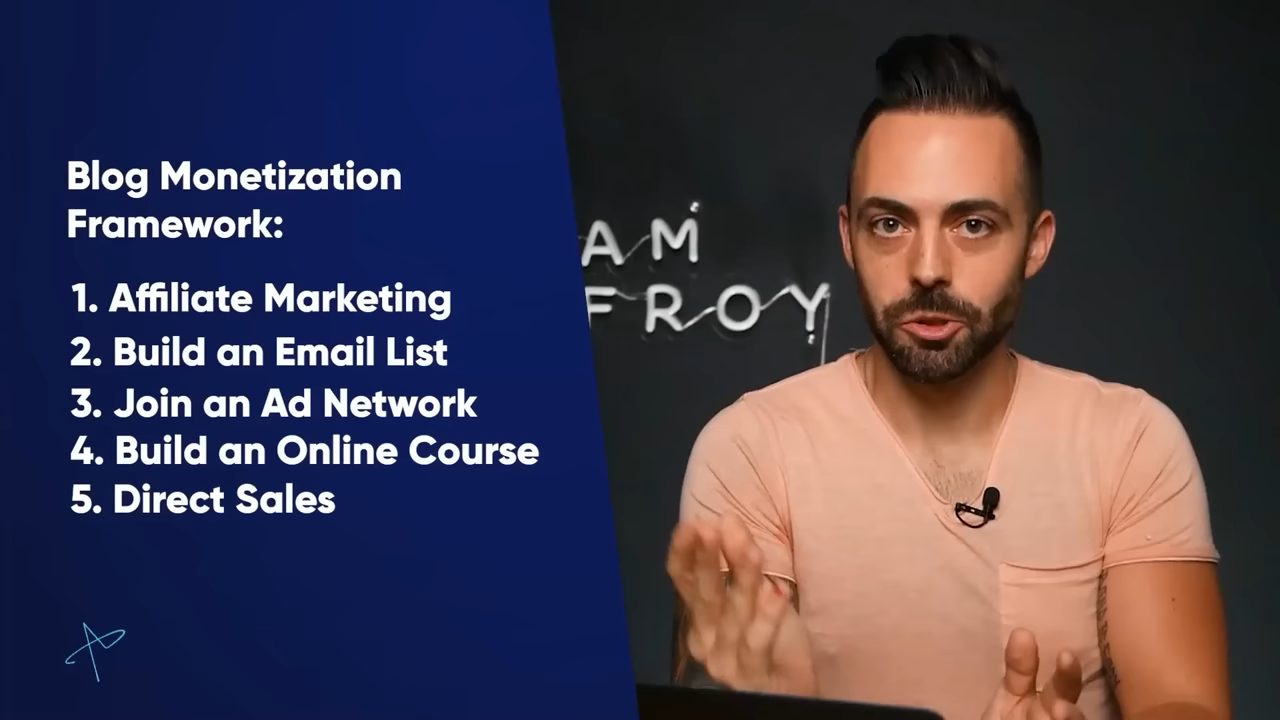 Blog Monetization
Framework:
1. Affiliate Marketing
2. Build an Email List
3. Join an Ad Network
4. Build an Online Course
5. Direct Sales
AM
FROY